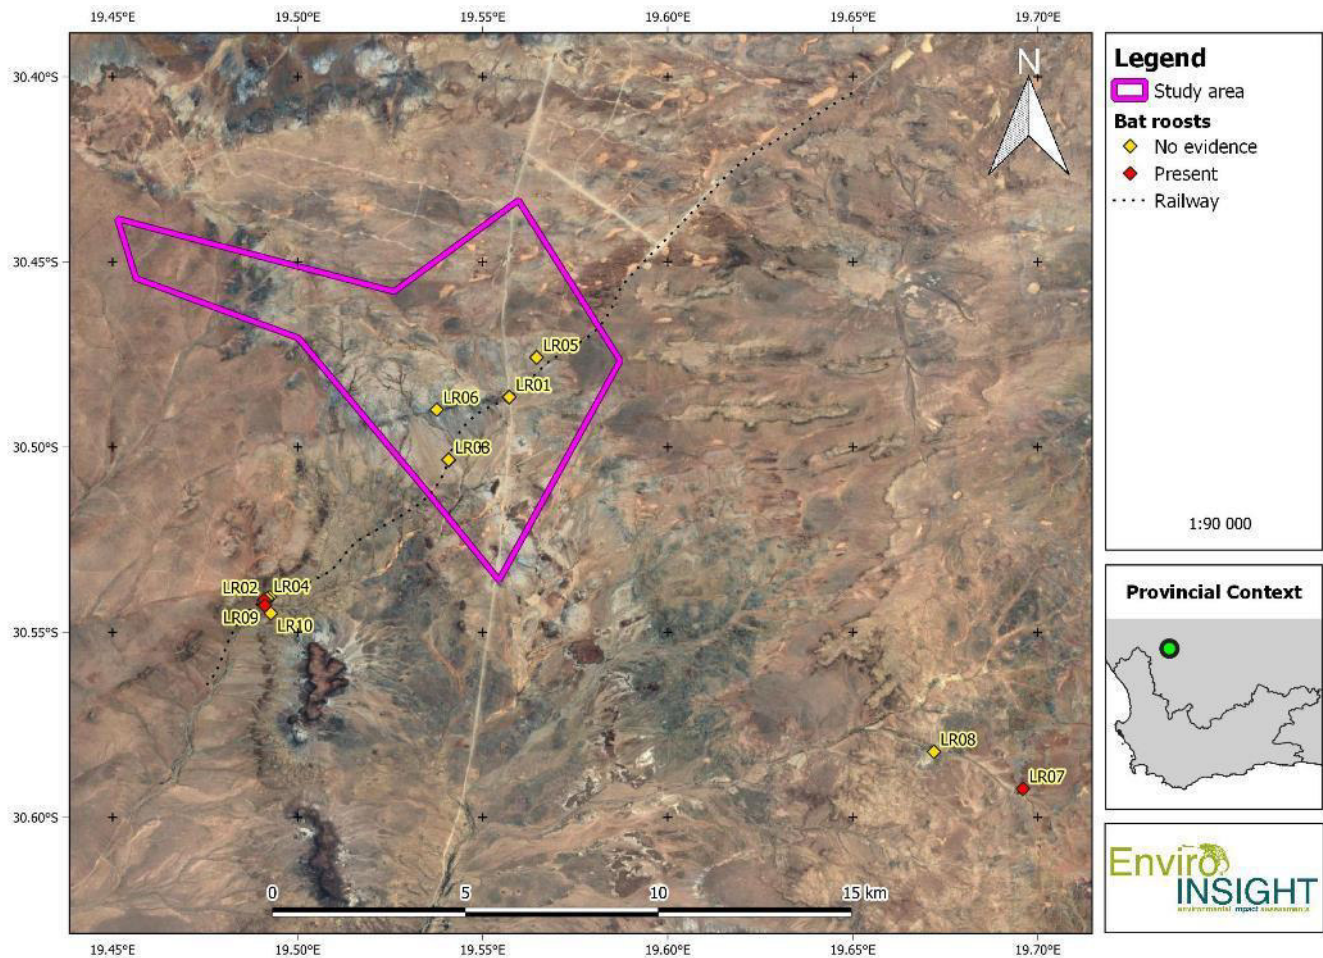 19.45°E 19.50°E 19.55°E 19.60°E 19.65°E 19.70°E
30.40°S
30.45°S
30.50°S
30.55°S
30.60°S
N
LR05
LR01
LR06
LR03
LR02 LR04
LR09 LR10
LR08
LR07
0 5 10 15 km
19.45°E 19.50°E 19.55°E 19.60°E 19.65°E 19.70°E
Legend
Study area
Bat roosts
No evidence
Present
Railway
1:90 000
Provincial Context
Enviro
INSIGHT
environmental impact assessments